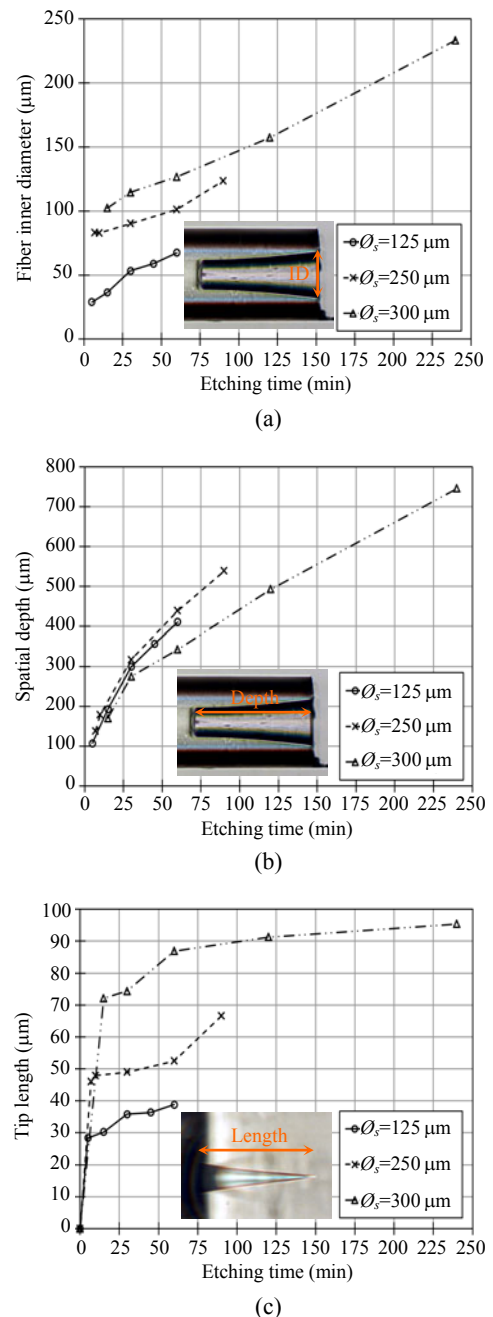 250
200
150
100
50
0
Fiber inner diameter (µm)
ID
Øs=125 µm
Øs=250 µm
Øs=300 µm
0 25 50 75 100 125 150 175 200 225 250
Etching time (min)
(a)
800
700
600
500
400
300
200
100
0
Spatial depth (µm)
Depth
Øs=125 µm
Øs=250 µm
Øs=300 µm
0 25 50 75 100 125 150 175 200 225 250
Etching time (min)
(b)
100
90
80
70
60
50
40
30
20
10
0
Tip length (µm)
Length
Øs=125 µm
Øs=250 µm
Øs=300 µm
0 25 50 75 100 125 150 175 200 225 250
Etching time (min)
(c)